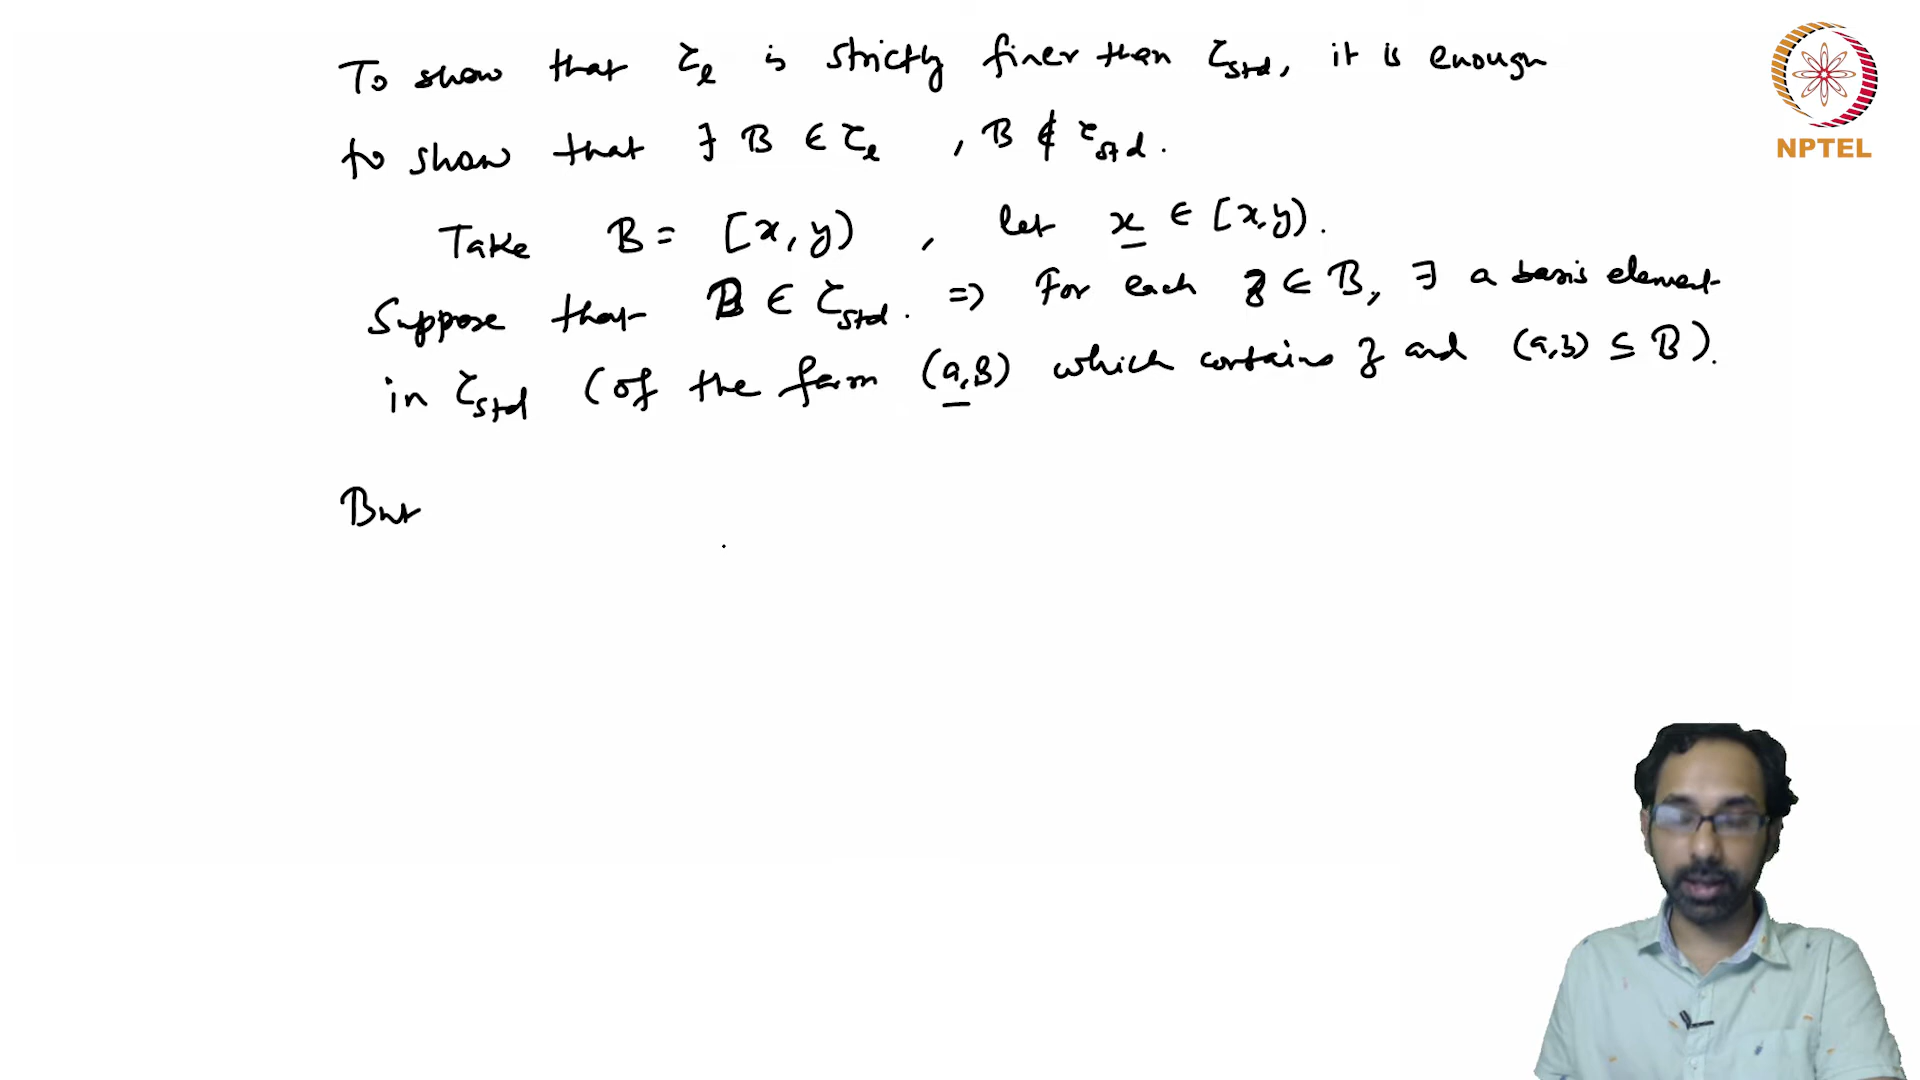 To show that τ_l is strictly finer than τ_std, it is enough
to show that ∃ B ∈ τ_l , B ∉ τ_std.
Take B = [x, y) , let x ∈ [x,y).
Suppose that B ∈ τ_std. ⇒ For each z ∈ B, ∃ a basis element
in τ_std (of the form (a,b) which contains z and (a,b) ⊆ B).
But
NPTEL